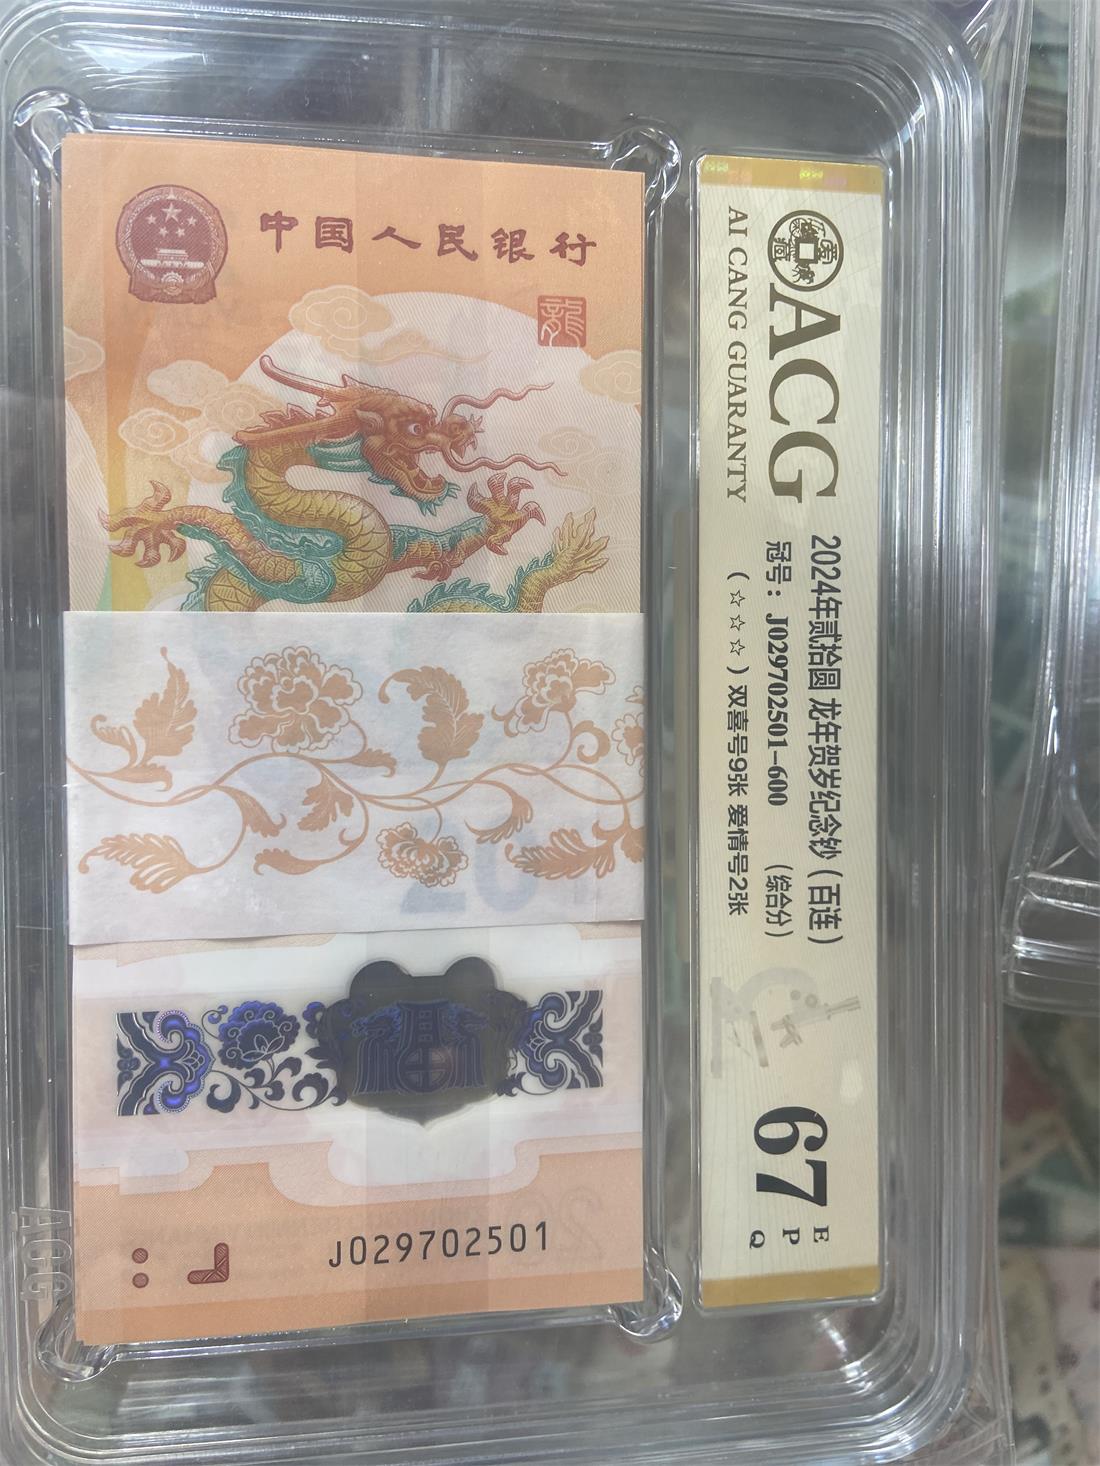 中国人民银行
龍
J029702501
ACG
AI CANG GUARANTY
2024年贰拾圆 龙年贺岁纪念钞（百连）
冠号：J029702501-600 （综合分）
（☆☆☆）双喜号9张 爱情号2张
67
E
P
Q
ACG